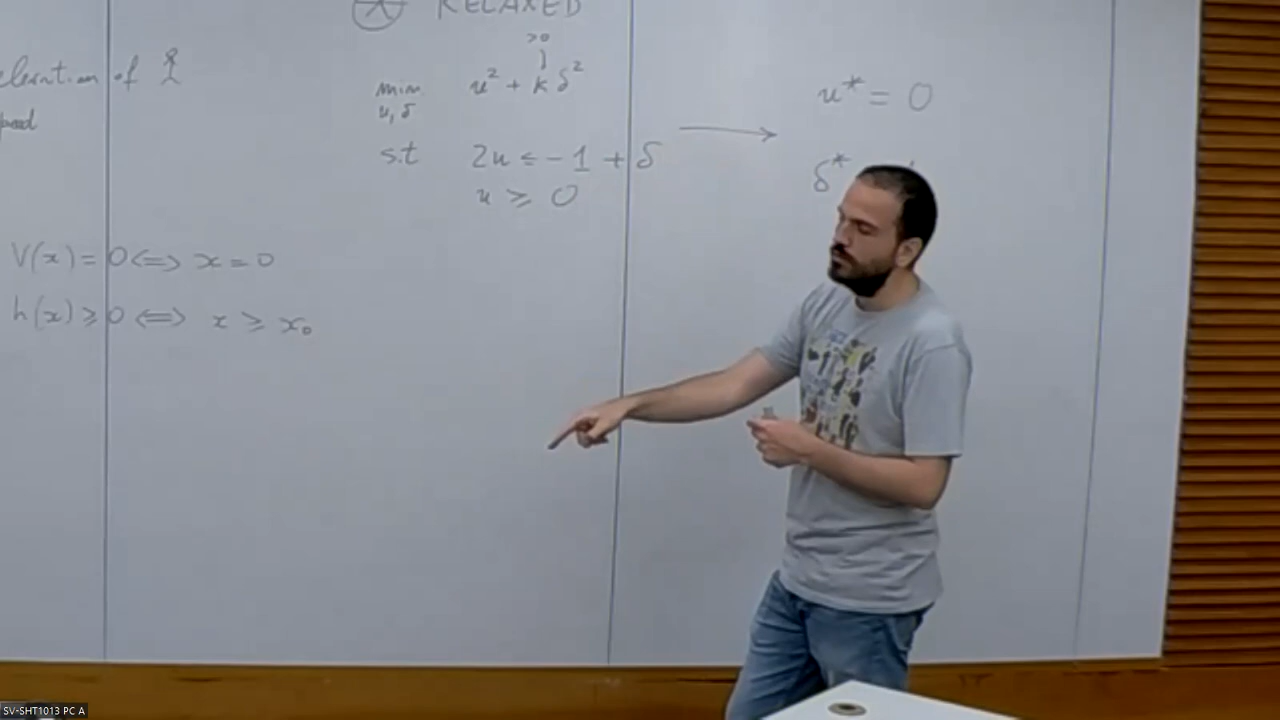 RELAXED
of
>0
min u² + k δ²
u, δ
s.t 2u ≤ -1 + δ
u ≥ 0
u* = 0
δ*
V(x) = 0 <=> x = 0
h(x) ≥ 0 <=> x ≥ x₀
SV-SHT1013 PC A